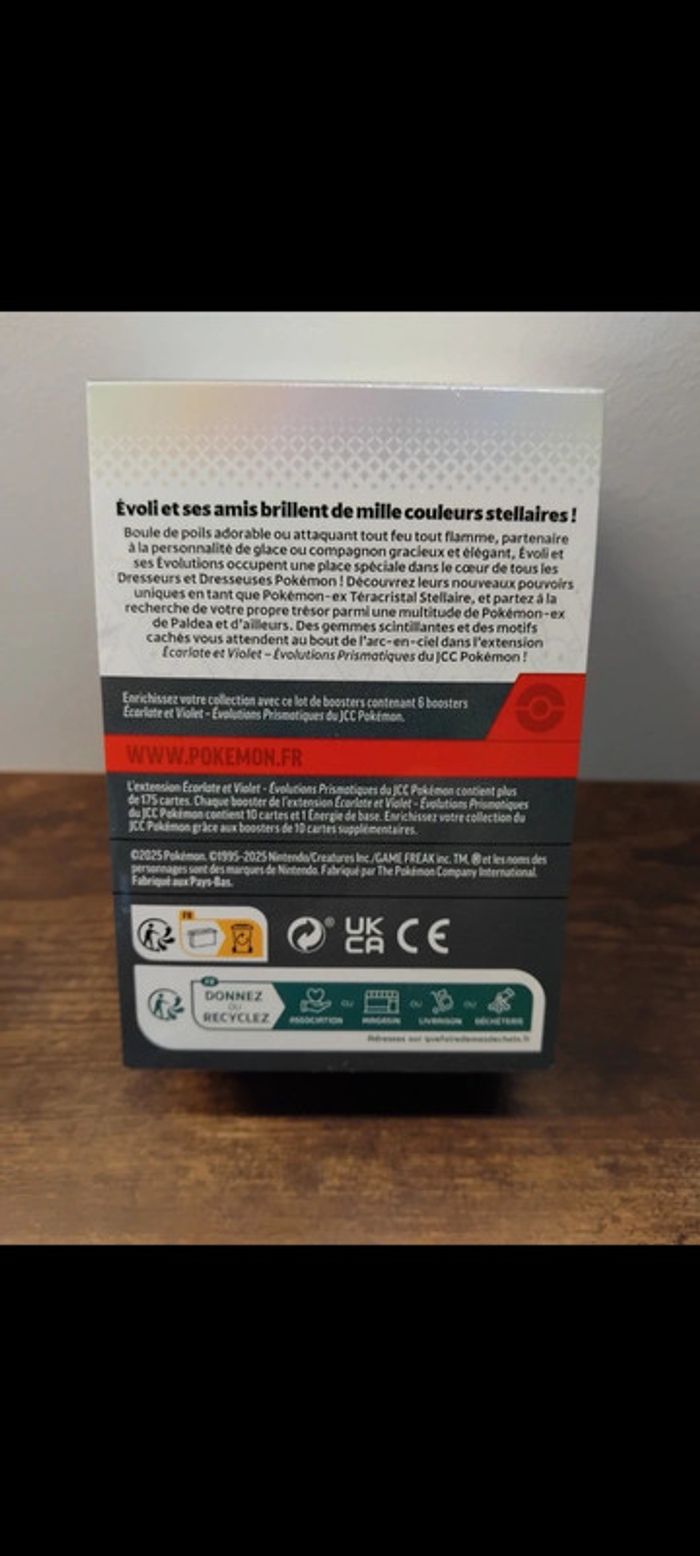 Évoli et ses amis brillent de mille couleurs stellaires !
Boule de poils adorable ou attaquant tout feu tout flamme, partenaire
à la personnalité de glace ou compagnon gracieux et élégant, Évoli et
ses Évolutions occupent une place spéciale dans le cœur de tous les
Dresseurs et Dresseuses Pokémon ! Découvrez leurs nouveaux pouvoirs
uniques en tant que Pokémon-ex Téracristal Stellaire, et partez à la
recherche de votre propre trésor parmi une multitude de Pokémon-ex
de Paldea et d'ailleurs. Des gemmes scintillantes et des motifs
cachés vous attendent au bout de l'arc-en-ciel dans l'extension
Écarlate et Violet – Évolutions Prismatiques du JCC Pokémon !
Enrichissez votre collection avec ce lot de boosters contenant 6 boosters
Écarlate et Violet – Évolutions Prismatiques du JCC Pokémon.
WWW.POKEMON.FR
L'extension Écarlate et Violet - Évolutions Prismatiques du JCC Pokémon contient plus
de 175 cartes. Chaque booster de l'extension Écarlate et Violet - Évolutions Prismatiques
du JCC Pokémon contient 10 cartes et 1 Énergie de base. Enrichissez votre collection du
JCC Pokémon grâce aux boosters de 10 cartes supplémentaires.
©2025 Pokémon. ©1995-2025 Nintendo/Creatures Inc./GAME FREAK inc. TM, ® et les noms des
personnages sont des marques de Nintendo. Fabriqué par The Pokémon Company International.
Fabriqué aux Pays-Bas.
FR
®
UK
CA CE
FR
DONNEZ
OU
RECYCLEZ
ASSOCIATION OU MAGASIN OU LIVRAISON OU DÉCHÈTERIE
Adresses sur quefairedemesdechets.fr